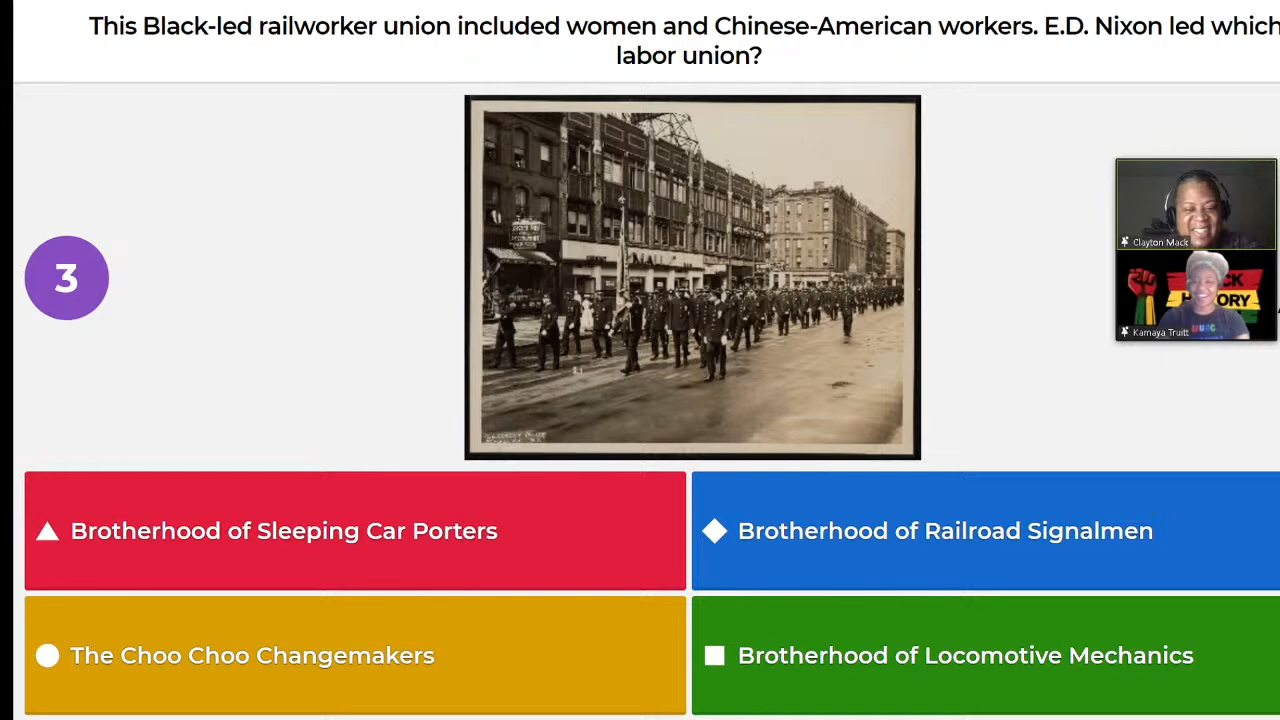 This Black-led railworker union included women and Chinese-American workers. E.D. Nixon led which
labor union?
3
Clayton Mack
HISTORY
Kamaya Truitt
Brotherhood of Sleeping Car Porters
Brotherhood of Railroad Signalmen
The Choo Choo Changemakers
Brotherhood of Locomotive Mechanics